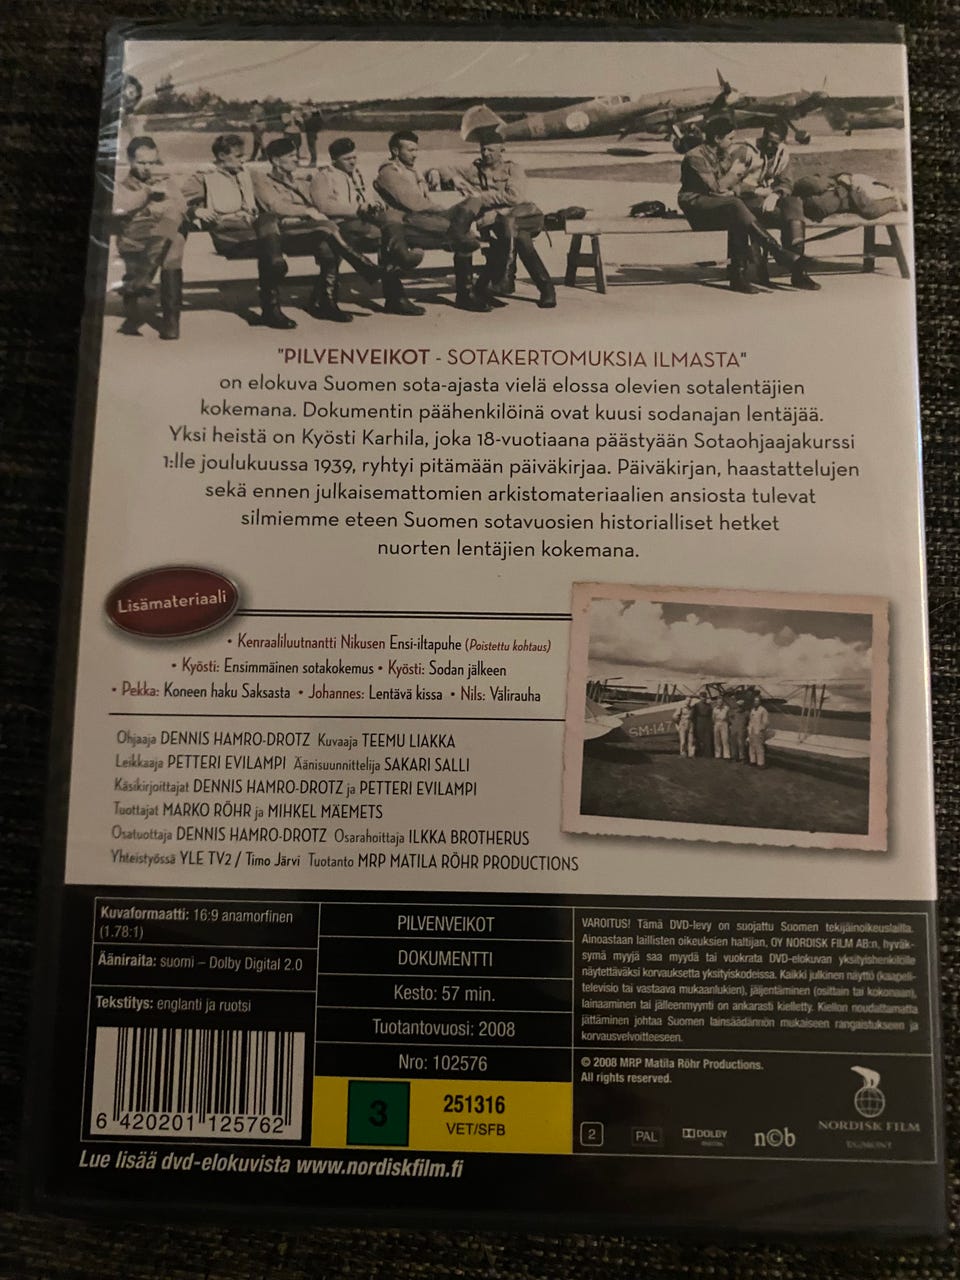 "PILVENVEIKOT - SOTAKERTOMUKSIA ILMASTA"
on elokuva Suomen sota-ajasta vielä elossa olevien sotalentäjien
kokemana. Dokumentin päähenkilöinä ovat kuusi sodanajan lentäjää.
Yksi heistä on Kyösti Karhila, joka 18-vuotiaana päästyään Sotaohjaajakurssi
1:lle joulukuussa 1939, ryhtyi pitämään päiväkirjaa. Päiväkirjan, haastattelujen
sekä ennen julkaisemattomien arkistomateriaalien ansiosta tulevat
silmiemme eteen Suomen sotavuosien historialliset hetket
nuorten lentäjien kokemana.
Lisämateriaali
• Kenraaliluutnantti Nikusen Ensi-iltapuhe (Poistettu kohtaus)
• Kyösti: Ensimmäinen sotakokemus • Kyösti: Sodan jälkeen
• Pekka: Koneen haku Saksasta • Johannes: Lentävä kissa • Nils: Välirauha
SM-147
Ohjaaja DENNIS HAMRO-DROTZ Kuvaaja TEEMU LIAKKA
Leikkaaja PETTERI EVILAMPI Äänisuunnittelija SAKARI SALLI
Käsikirjoittajat DENNIS HAMRO-DROTZ ja PETTERI EVILAMPI
Tuottajat MARKO RÖHR ja MIHKEL MÄEMETS
Osatuottaja DENNIS HAMRO-DROTZ Osarahoittaja ILKKA BROTHERUS
Yhteistyössä YLE TV2 / Timo Järvi Tuotanto MRP MATILA RÖHR PRODUCTIONS
Kuvaformaatti: 16:9 anamorfinen
(1.78:1)
Ääniraita: suomi – Dolby Digital 2.0
Tekstitys: englanti ja ruotsi
6 420201 125762
PILVENVEIKOT
DOKUMENTTI
Kesto: 57 min.
Tuotantovuosi: 2008
Nro: 102576
3
251316
VET/SFB
VAROITUS! Tämä DVD-levy on suojattu Suomen tekijäinoikeuslailla.
Ainoastaan laillisten oikeuksien haltijan, OY NORDISK FILM AB:n, hyväk-
symä myyjä saa myydä tai vuokrata DVD-elokuvan yksityishenkilöille
näytettäväksi korvauksetta yksityiskodeissa. Kaikki julkinen näyttö (kaapeli-
televisio tai vastaava mukaanlukien), jäljentäminen (osittain tai kokonaan),
lainaaminen tai jälleenmyynti on ankarasti kielletty. Kiellon noudattamatta
jättäminen johtaa Suomen lainsäädännön mukaiseen rangaistukseen ja
korvausvelvoitteeseen.
© 2008 MRP Matila Röhr Productions.
All rights reserved.
2
PAL
DOLBY
DIGITAL
n©b
NORDISK FILM
EGMONT
Lue lisää dvd-elokuvista www.nordiskfilm.fi